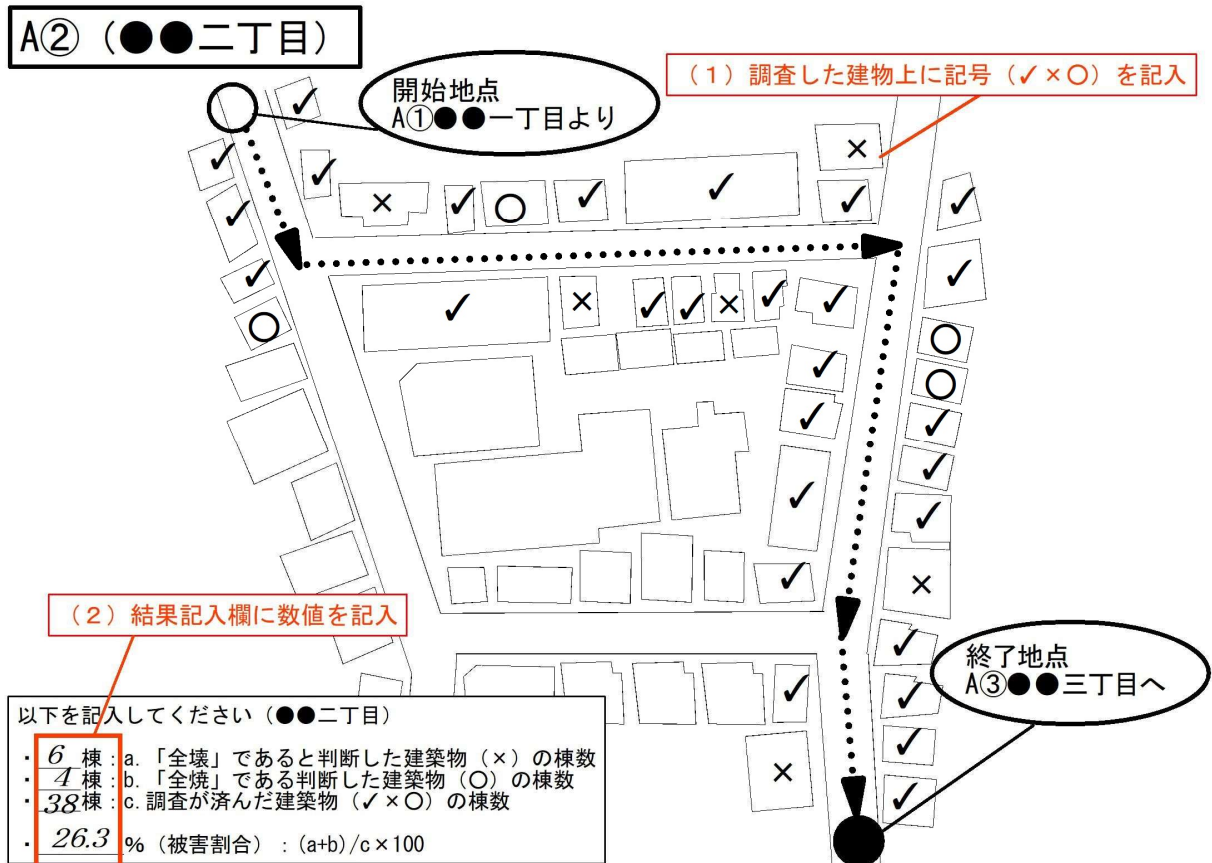 A②（●●二丁目）
開始地点
A①●●一丁目より
（１）調査した建物上に記号（✓×○）を記入
（２）結果記入欄に数値を記入
終了地点
A③●●三丁目へ
以下を記入してください（●●二丁目）
・ 6 棟：a. 「全壊」であると判断した建築物（×）の棟数
・ 4 棟：b. 「全焼」である判断した建築物（○）の棟数
・ 38 棟：c. 調査が済んだ建築物（✓×○）の棟数
・ 26.3 %（被害割合）：(a+b)/c×100